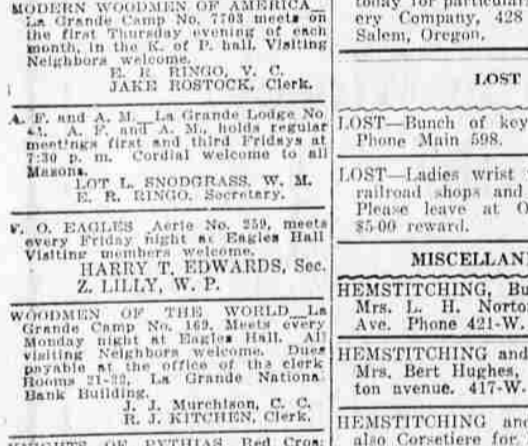 MODERN WOODMEN OF AMERICA—
La Grande Camp No. 7703 meets on
the first Thursday evening of each
month, in the K. of P. hall, Visiting
Neighbors welcome.
E. R. RINGO, V. C.
JAKE ROSTOCK, Clerk.
A. F. and A. M.—La Grande Lodge No.
A. F. and A. M., holds regular
meetings first and third Fridays at
7:30 p. m. Cordial welcome to all
Masons.
LOT L. SNODGRASS, W. M.
E. R. RINGO, Secretary.
F. O. EAGLES Aerie No. 259, meets
every Friday night at Eagles Hall
Visiting members welcome.
HARRY T. EDWARDS, Sec.
Z. LILLY, W. P.
WOODMEN OF THE WORLD—La
Grande Camp No. 169. Meets every
Monday night at Eagles Hall. All
visiting Neighbors welcome. Dues
payable at the office of the clerk
Rooms 21-22, La Grande National
Bank Building.
J. J. Murchison, C. C.
R. J. KITCHEN, Clerk.
OF PYTHIAS Red Cross
today for particular
ery Company, 428
Salem, Oregon.
LOST
LOST—Bunch of key
Phone Main 598.
LOST—Ladies wrist
railroad shops and
Please leave at O
$5.00 reward.
MISCELLAN
HEMSTITCHING, Bu
Mrs. L. H. Norto
Ave. Phone 421-W.
HEMSTITCHING and
Mrs. Bert Hughes,
ton avenue. 417-W.
HEMSTITCHING an
also Corsetiere for